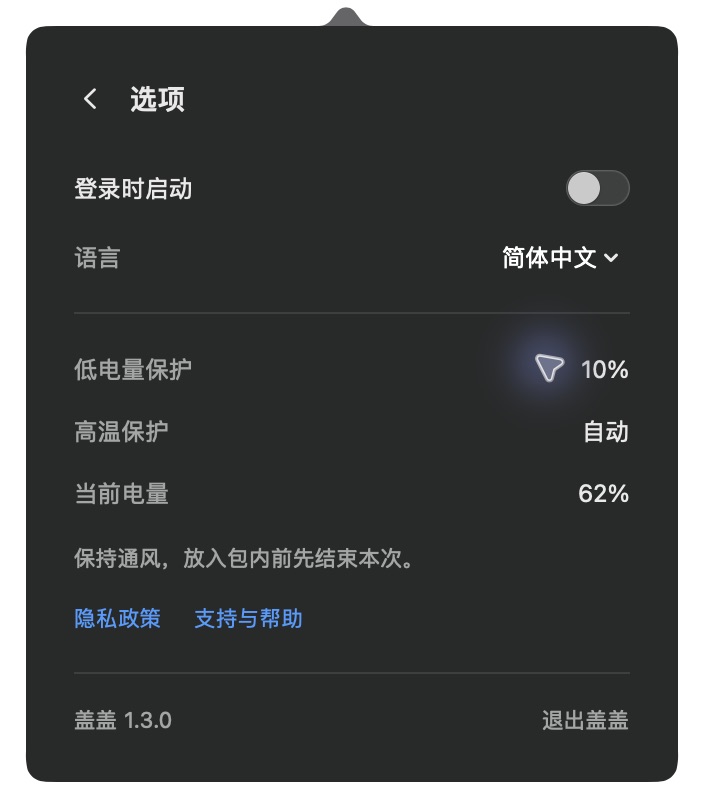 选项
登录时启动
语言 简体中文
低电量保护 10%
高温保护 自动
当前电量 62%
保持通风，放入包内前先结束本次。
隐私政策 支持与帮助
盖盖 1.3.0 退出盖盖